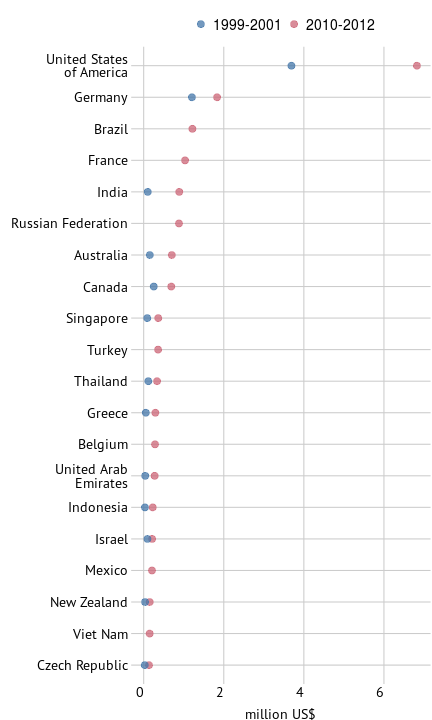 1999-2001 2010-2012
United States
of America
Germany
Brazil
France
India
Russian Federation
Australia
Canada
Singapore
Turkey
Thailand
Greece
Belgium
United Arab
Emirates
Indonesia
Israel
Mexico
New Zealand
Viet Nam
Czech Republic
0 2 4 6
million US$